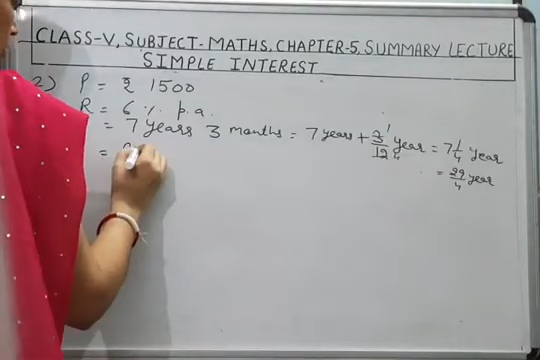 CLASS-V, SUBJECT-MATHS, CHAPTER-5, SUMMARY LECTURE
SIMPLE INTEREST
2) P = ₹ 1500
R = 6 % p.a.
= 7 years 3 months = 7 years + 3/12 year = 7 1/4 year
= 29/4 year
=